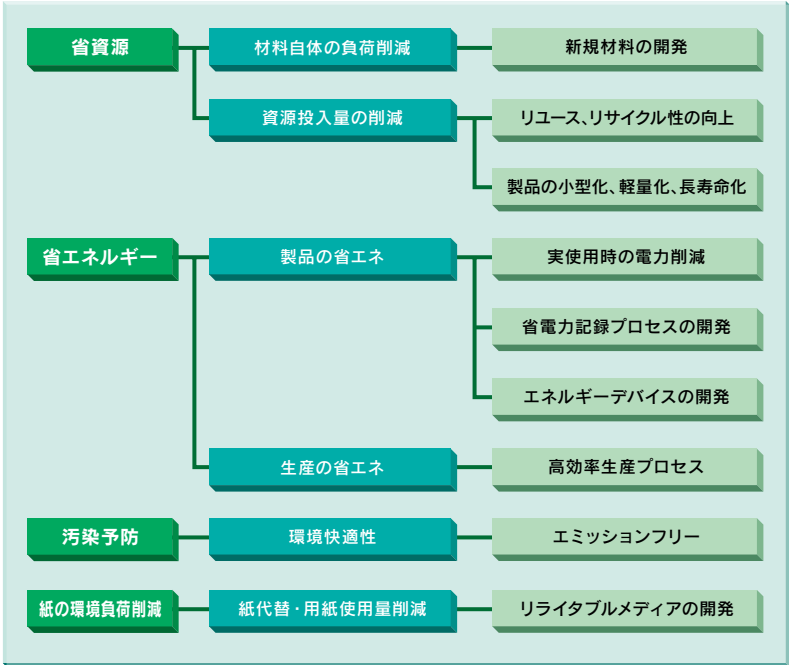 省資源
材料自体の負荷削減
新規材料の開発
資源投入量の削減
リユース、リサイクル性の向上
製品の小型化、軽量化、長寿命化
省エネルギー
製品の省エネ
実使用時の電力削減
省電力記録プロセスの開発
エネルギーデバイスの開発
生産の省エネ
高効率生産プロセス
汚染予防
環境快適性
エミッションフリー
紙の環境負荷削減
紙代替・用紙使用量削減
リライタブルメディアの開発